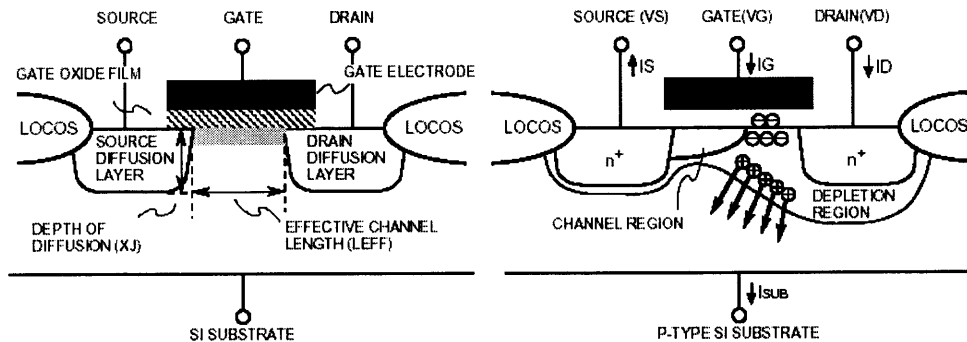 SOURCE
GATE
DRAIN
GATE OXIDE FILM
GATE ELECTRODE
LOCOS
SOURCE
DIFFUSION
LAYER
DRAIN
DIFFUSION
LAYER
LOCOS
DEPTH OF
DIFFUSION (XJ)
EFFECTIVE CHANNEL
LENGTH (LEFF)
SI SUBSTRATE
SOURCE (VS)
GATE(VG)
DRAIN(VD)
IS
IG
ID
LOCOS
n+
n+
LOCOS
CHANNEL REGION
DEPLETION
REGION
ISUB
P-TYPE SI SUBSTRATE